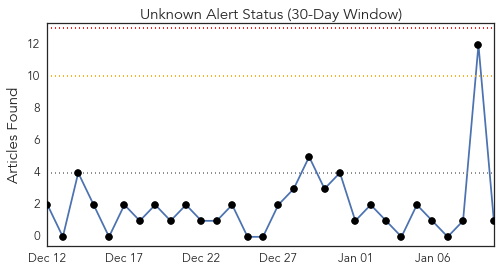 Unknown Alert Status (30-Day Window)
Articles Found
12
10
8
6
4
2
0
Dec 12 Dec 17 Dec 22 Dec 27 Jan 01 Jan 06